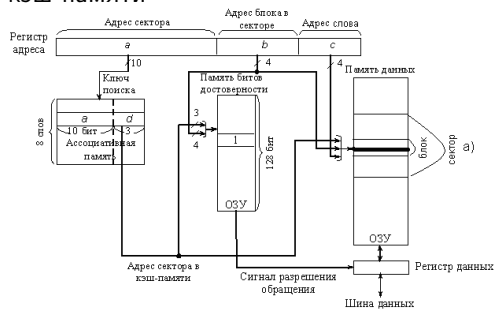 кэш-памяти
Адрес сектора
Адрес блока в
секторе
Адрес слова
Регистр
адреса
a
b
c
10
4
4
Ключ
поиска
Память битов
достоверности
Память данных
8 слов
a
d
10 бит
3
Ассоциативная
память
3
4
1
128 бит
ОЗУ
блок
сектор
а)
ОЗУ
Адрес сектора в
кэш-памяти
Сигнал разрешения
обращения
Регистр данных
Шина данных